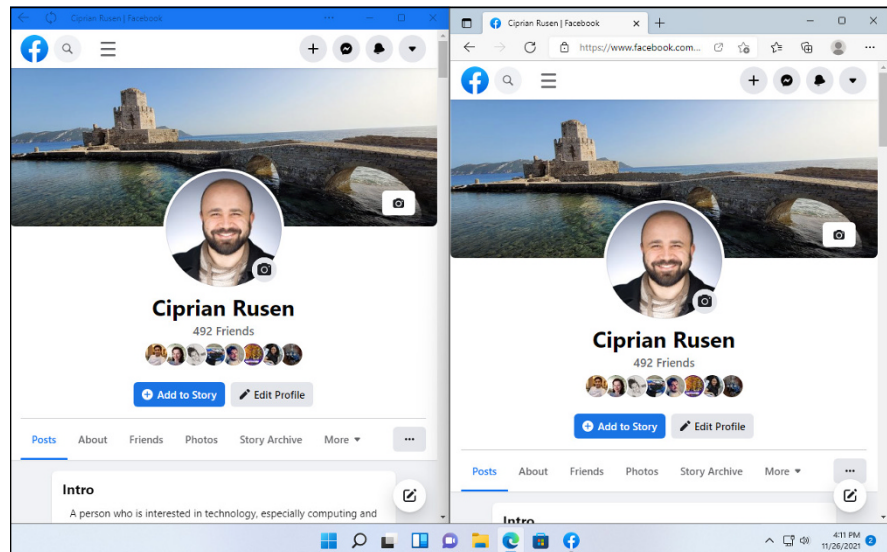 Ciprian Rusen | Facebook
Ciprian Rusen
492 Friends
Add to Story
Edit Profile
Posts About Friends Photos Story Archive More
Intro
A person who is interested in technology, especially computing and
Ciprian Rusen | Facebook
https://www.facebook.com...
Ciprian Rusen
492 Friends
Add to Story
Edit Profile
Posts About Friends Photos Story Archive More
Intro
4:11 PM
11/26/2021
2